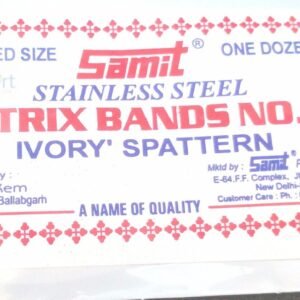 ED SIZE Samit ® ONE DOZE
STAINLESS STEEL
TRIX BANDS NO.
IVORY' SPATTERN
Mktd by : Samit
E-64.F.F. Complex,
Ballabgarh New Delhi-
Customer Care : Ph. :
A NAME OF QUALITY